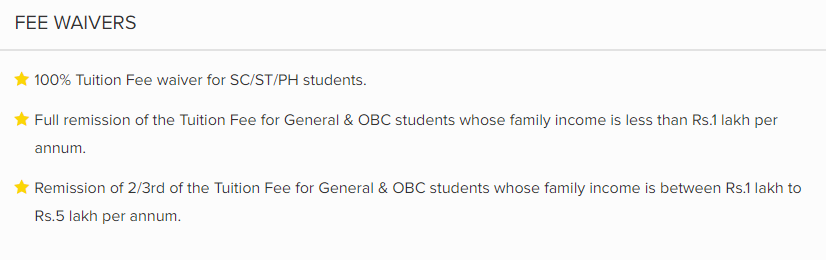 FEE WAIVERS
100% Tuition Fee waiver for SC/ST/PH students.
Full remission of the Tuition Fee for General & OBC students whose family income is less than Rs.1 lakh per
annum.
Remission of 2/3rd of the Tuition Fee for General & OBC students whose family income is between Rs.1 lakh to
Rs.5 lakh per annum.